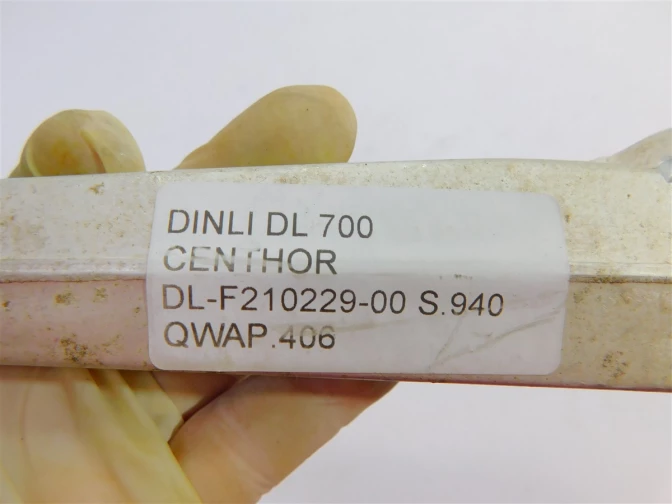 DINLI DL 700
CENTHOR
DL-F210229-00 S.940
QWAP.406